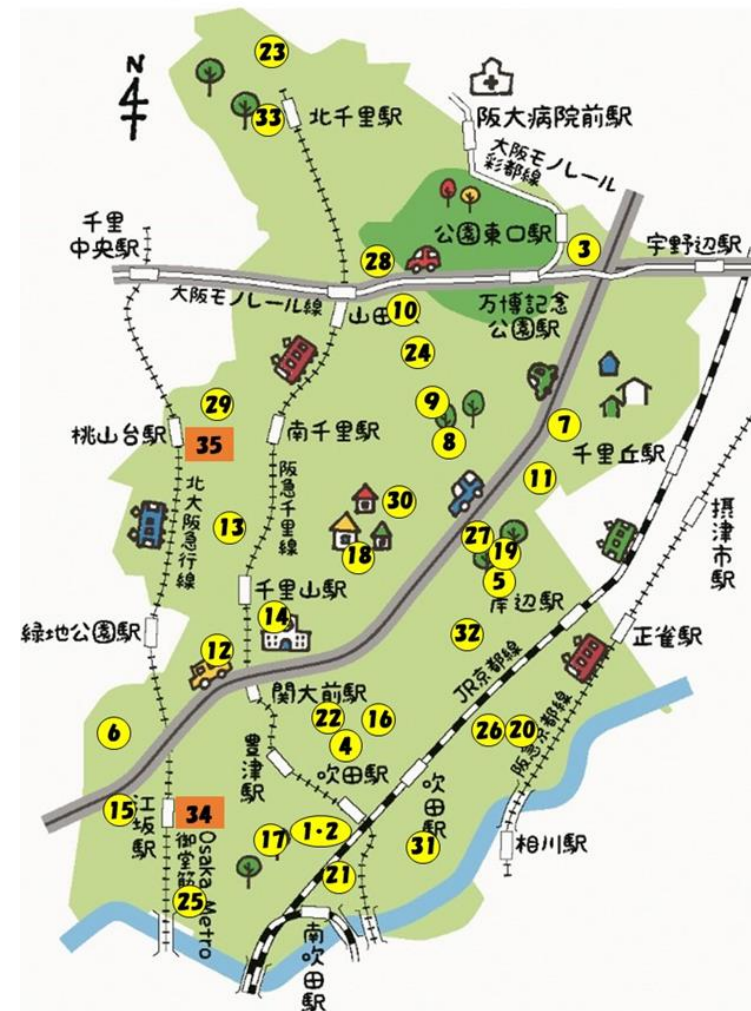 23
N
33
北千里駅
阪大病院前駅
大阪モノレール
彩都線
千里
中央駅
公園東口駅
3
宇野辺駅
28
大阪モノレール線
山田
10
万博記念
公園駅
24
29
9
7
桃山台駅
35
南千里駅
8
千里丘駅
11
北大阪急行線
阪急千里線
30
摂津市駅
13
18
27
19
5
岸辺駅
千里山駅
14
緑地公園駅
12
32
正雀駅
JR京都線
関大前駅
6
22
16
26
20
阪急京都線
4
豊津駅
吹田駅
15
江坂駅
34
17
1・2
吹田駅
31
相川駅
Osaka Metro
御堂筋
21
25
南吹田駅